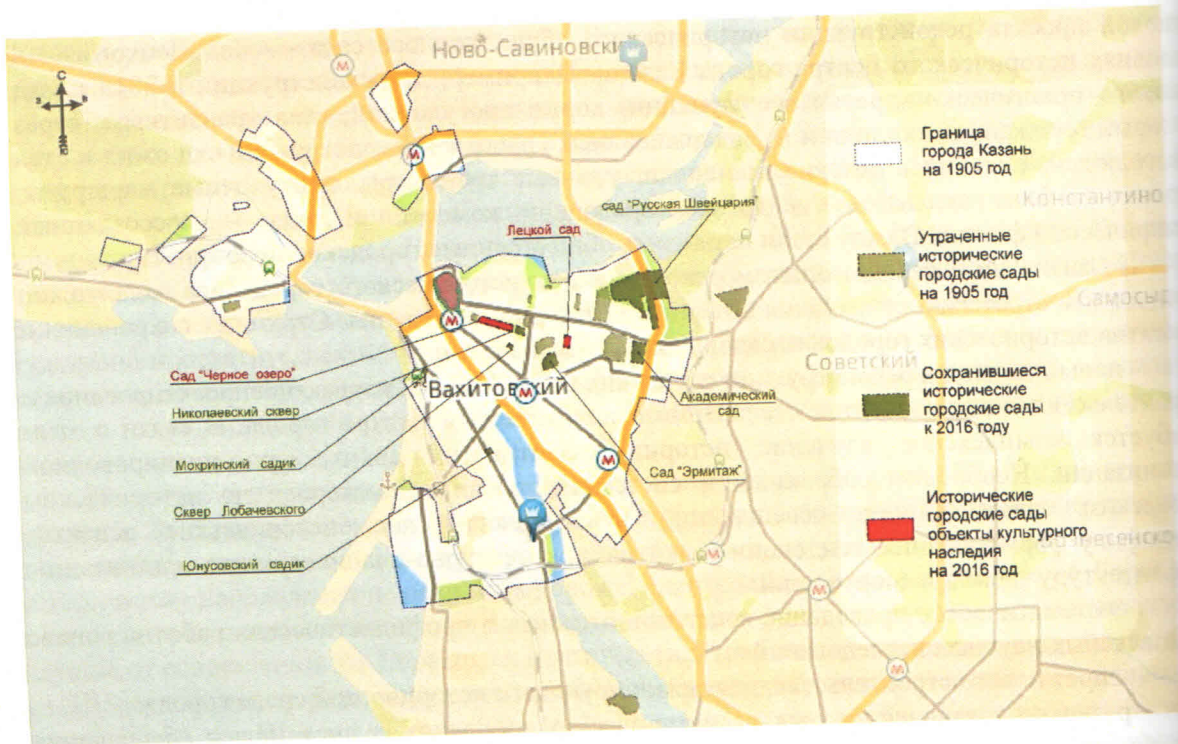 Ново-Савиновский
С
З
В
Ю
М
М
Граница
города Казань
на 1905 год
сад "Русская Швейцария"
Константино
Лецкой сад
Утраченные
исторические
городские сады
на 1905 год
Самосыр
М
Советский
Сад "Черное озеро"
Вахитовский
М
Академический
сад
Николаевский сквер
Сохранившиеся
исторические
городские сады
к 2016 году
Мокринский садик
М
Сад "Эрмитаж"
Сквер Лобачевского
Исторические
городские сады
объекты культурного
наследия
на 2016 год
Юнусовский садик
М
М
М